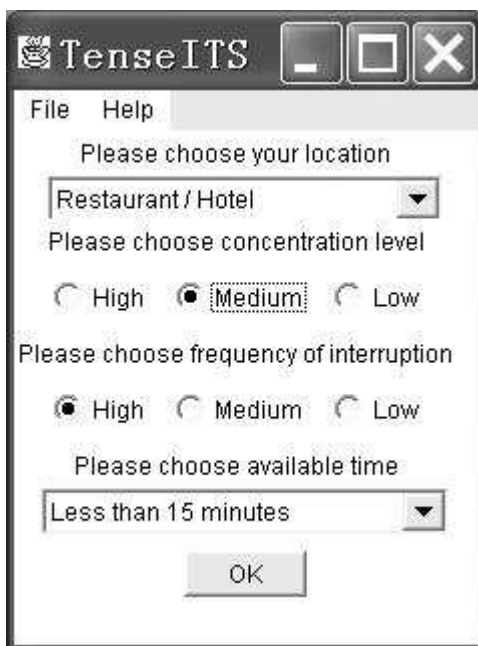 TenseITS
File Help
Please choose your location
Restaurant / Hotel
Please choose concentration level
High Medium Low
Please choose frequency of interruption
High Medium Low
Please choose available time
Less than 15 minutes
OK